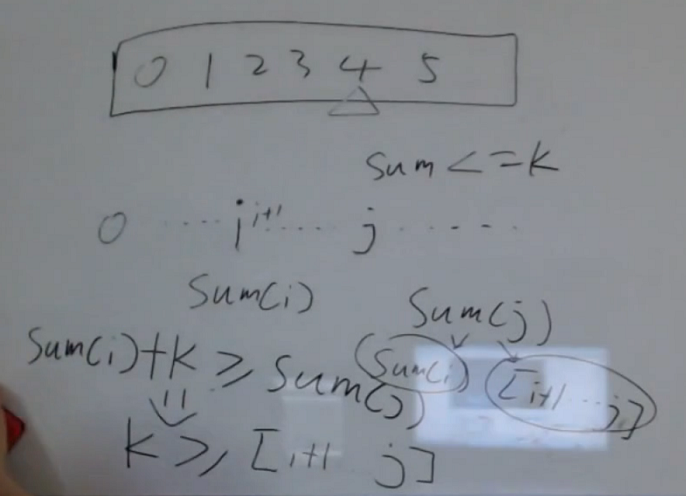 0 1 2 3 4 5
sum <= k
0 ..... i i+1 ... j ......
Sum(i) Sum(j)
Sum(i)+k ≥ Sum(j) (Sum(i)) [i+1 ... j]
k ≥ [i+1 j]